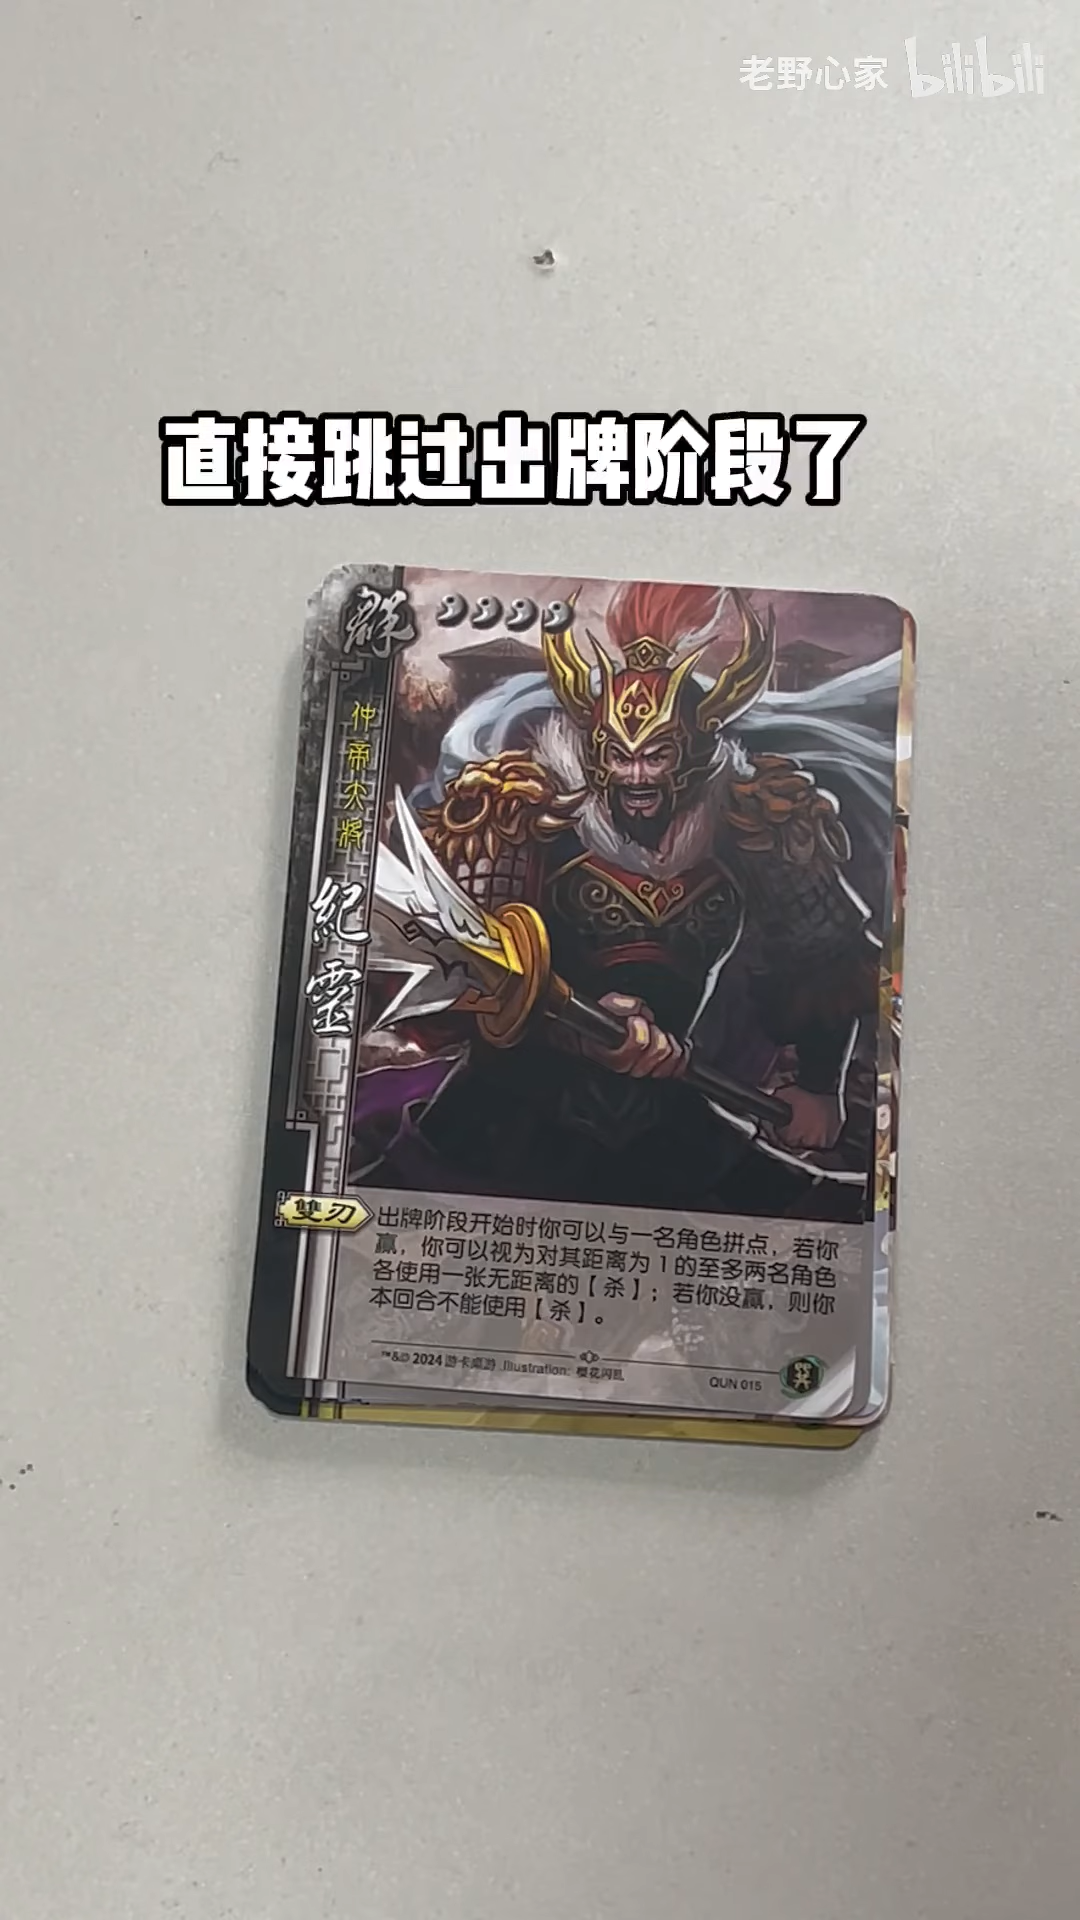 老野心家 bilibili
直接跳过出牌阶段了
群
仲帝大将
紀靈
雙刃
出牌阶段开始时你可以与一名角色拼点，若你
赢，你可以视为对其距离为1的至多两名角色
各使用一张无距离的【杀】；若你没赢，则你
本回合不能使用【杀】。
™&© 2024 游卡桌游 Illustration: 樱花闪乱
QUN 015